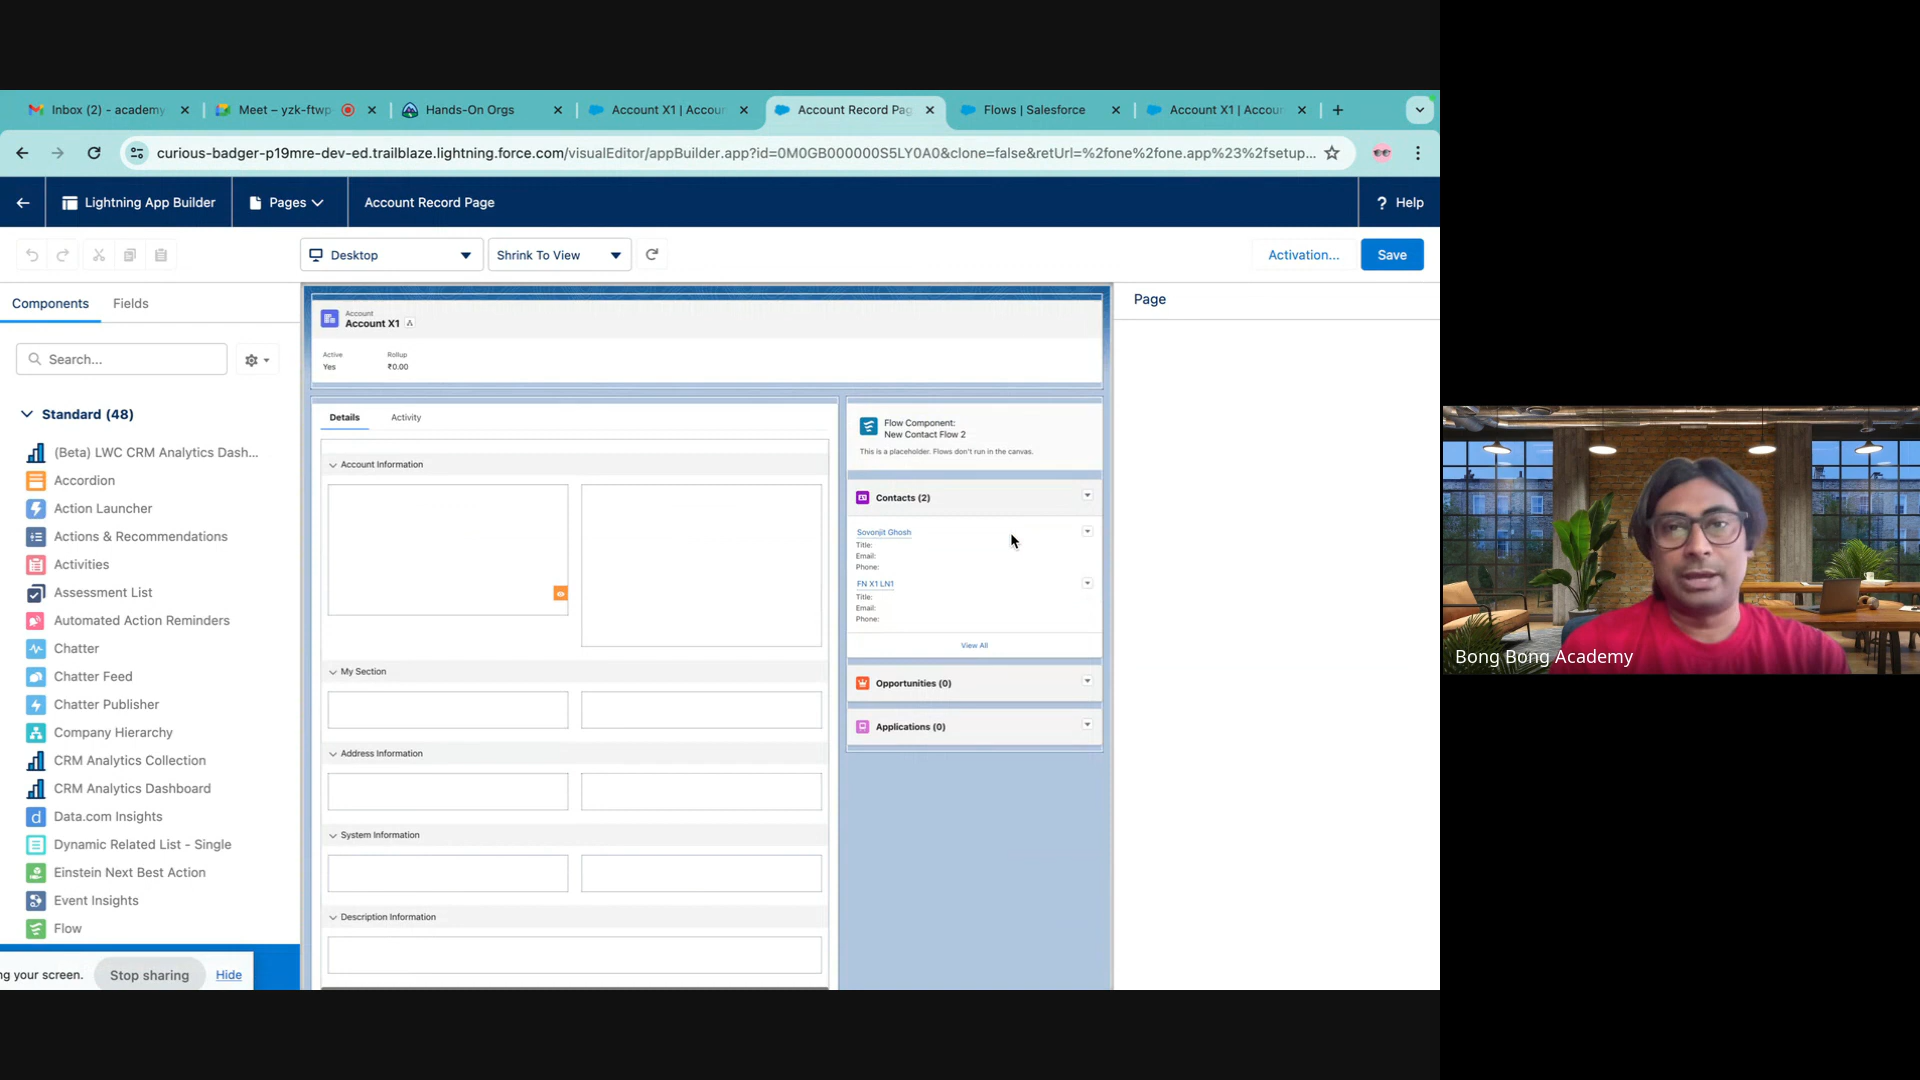 Inbox (2) - academy
Meet – yzk-ftwp
Hands-On Orgs
Account X1 | Accou
Account Record Pag
Flows | Salesforce
Account X1 | Accou
curious-badger-p19mre-dev-ed.trailblaze.lightning.force.com/visualEditor/appBuilder.app?id=0M0GB000000S5LY0A0&clone=false&retUrl=%2fone%2fone.app%23%2fsetup...
Lightning App Builder
Pages
Account Record Page
? Help
Desktop
Shrink To View
Activation...
Save
Components
Fields
Search...
Standard (48)
(Beta) LWC CRM Analytics Dash...
Accordion
Action Launcher
Actions & Recommendations
Activities
Assessment List
Automated Action Reminders
Chatter
Chatter Feed
Chatter Publisher
Company Hierarchy
CRM Analytics Collection
CRM Analytics Dashboard
Data.com Insights
Dynamic Related List - Single
Einstein Next Best Action
Event Insights
Flow
ng your screen.
Stop sharing
Hide
Account
Account X1
Active
Rollup
Yes
₹0.00
Details
Activity
Account Information
My Section
Address Information
System Information
Description Information
Flow Component:
New Contact Flow 2
This is a placeholder. Flows don't run in the canvas.
Contacts (2)
Sovonjit Ghosh
Title:
Email:
Phone:
FN X1 LN1
Title:
Email:
Phone:
View All
Opportunities (0)
Applications (0)
Page
Bong Bong Academy